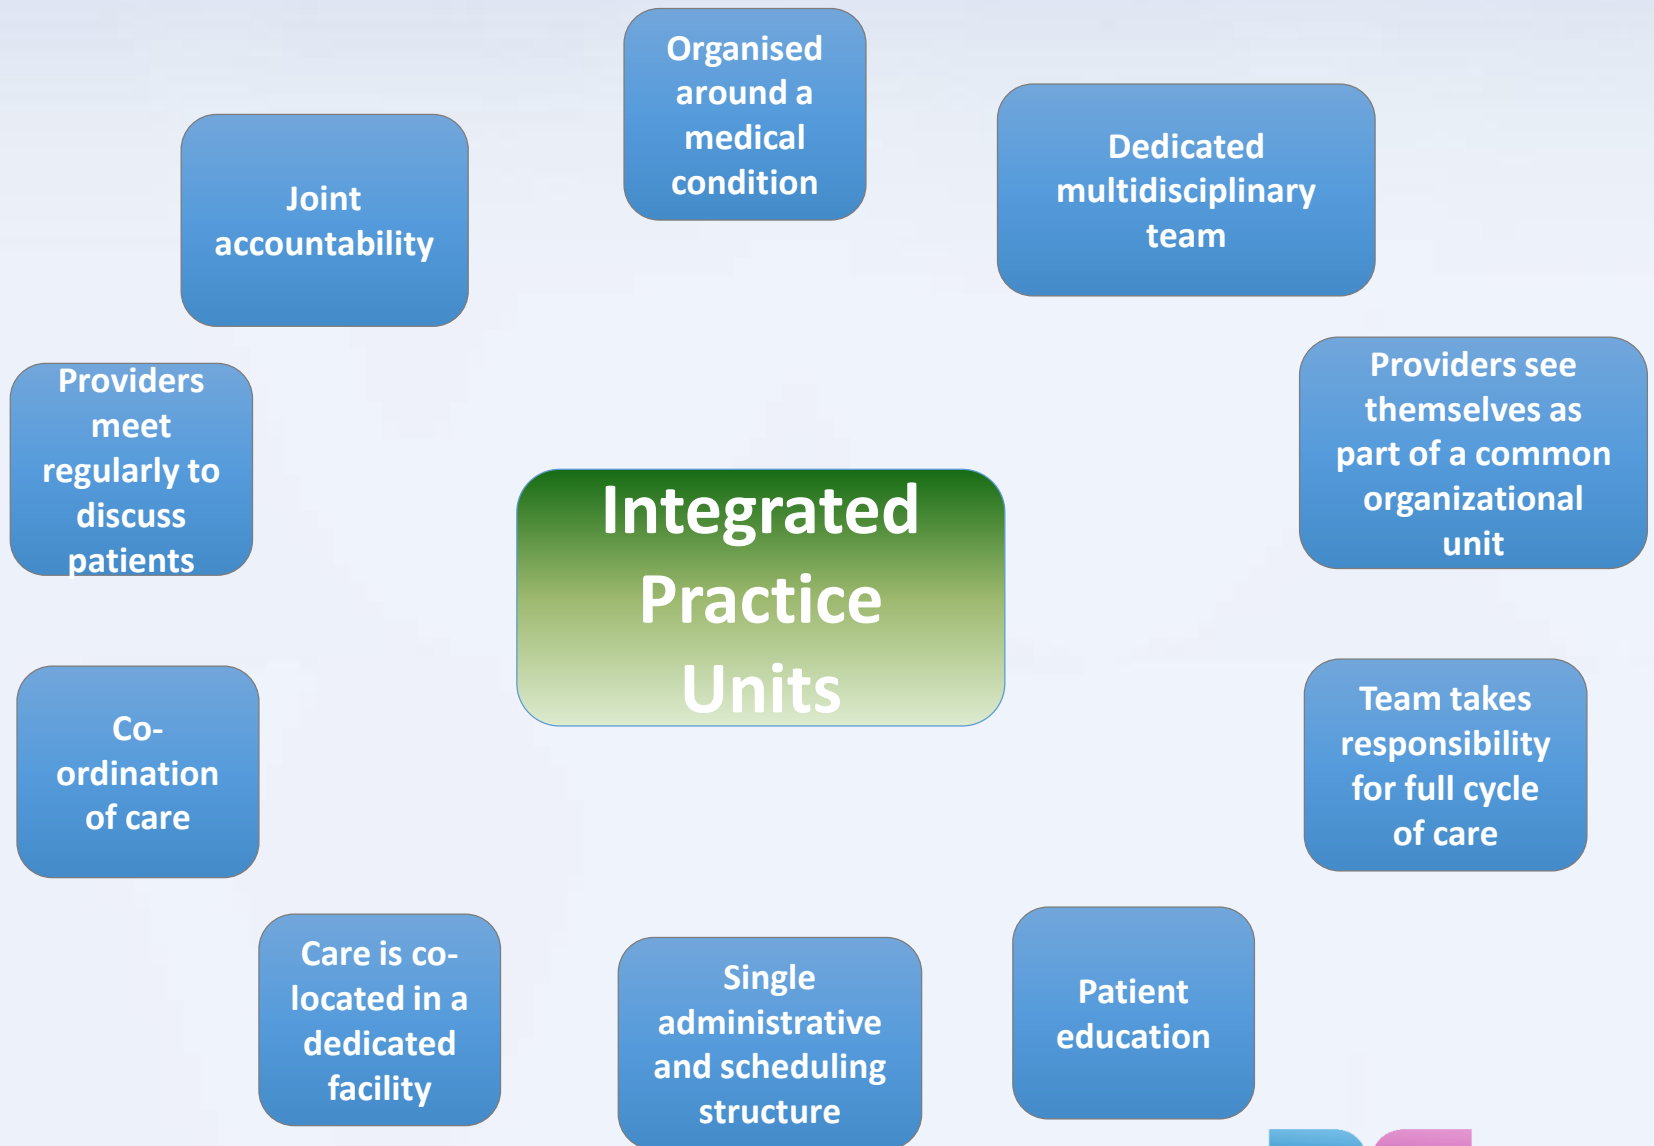 Organised
around a
medical
condition
Dedicated
multidisciplinary
team
Joint
accountability
Providers see
themselves as
part of a common
organizational
unit
Providers
meet
regularly to
discuss
patients
Integrated
Practice
Units
Team takes
responsibility
for full cycle
of care
Co-
ordination
of care
Patient
education
Care is co-
located in a
dedicated
facility
Single
administrative
and scheduling
structure